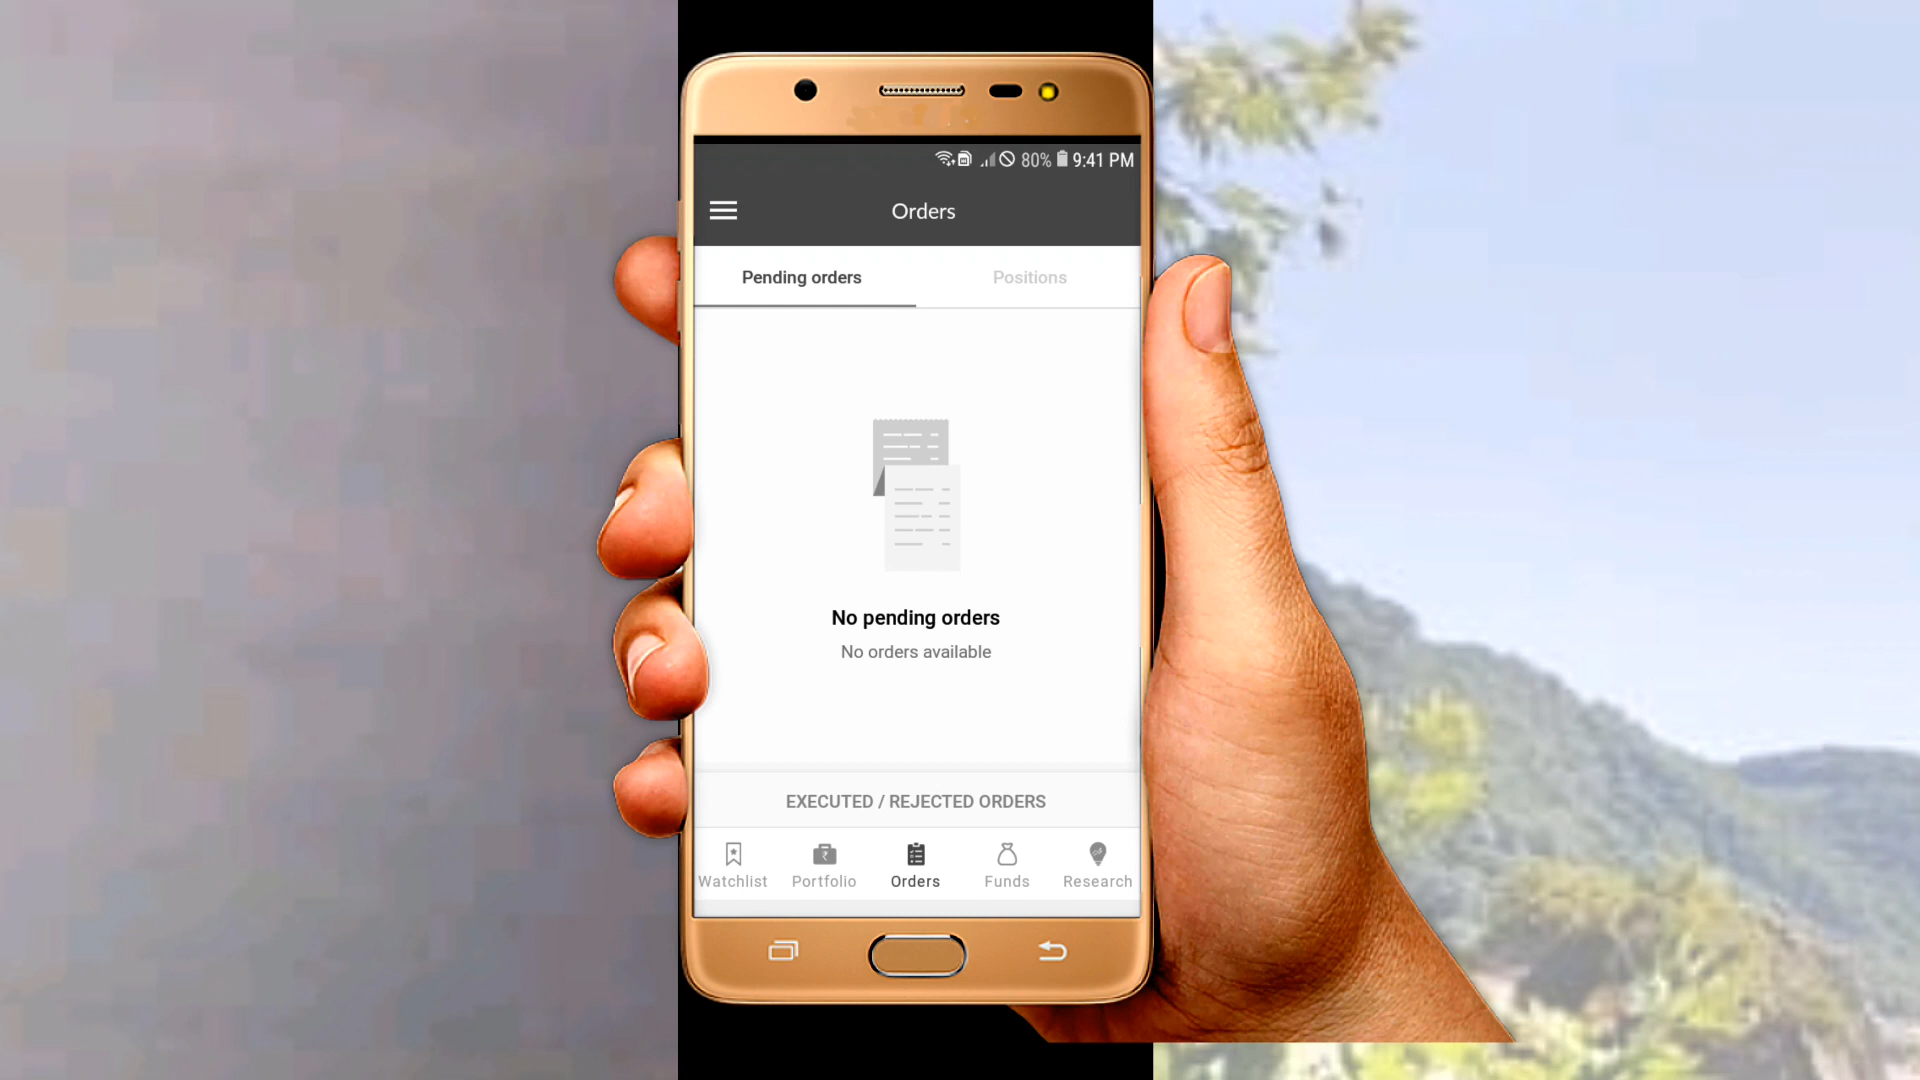 80% 9:41 PM
Orders
Pending orders Positions
No pending orders
No orders available
EXECUTED / REJECTED ORDERS
Watchlist Portfolio Orders Funds Research